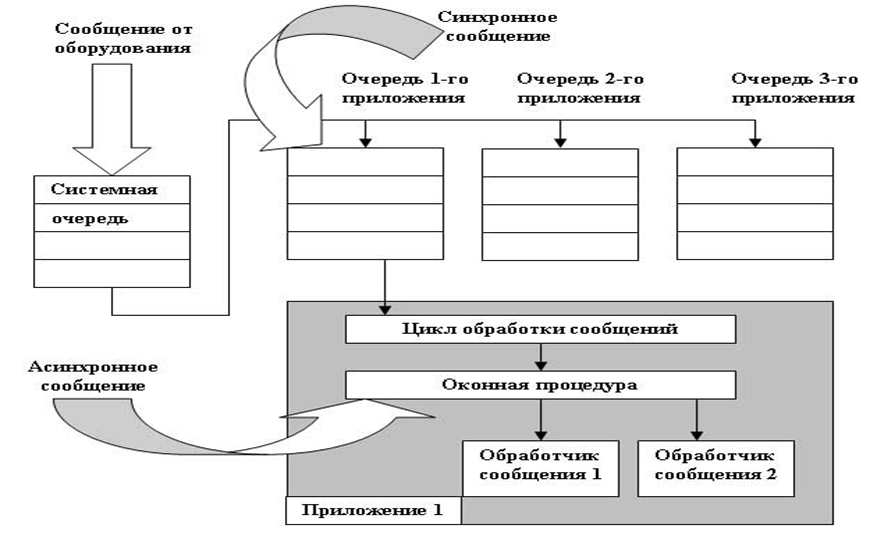 Сообщение от
оборудования
Синхронное
сообщение
Очередь 1-го
приложения
Очередь 2-го
приложения
Очередь 3-го
приложения
Системная
очередь
Цикл обработки сообщений
Асинхронное
сообщение
Оконная процедура
Обработчик
сообщения 1
Обработчик
сообщения 2
Приложение 1